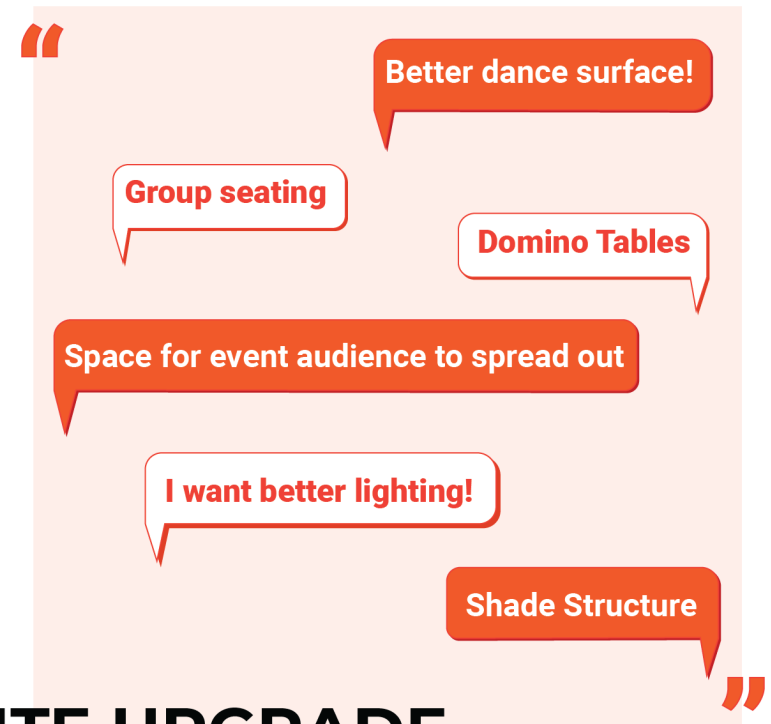 “
Better dance surface!
Group seating
Domino Tables
Space for event audience to spread out
I want better lighting!
Shade Structure
”
UPGRADE